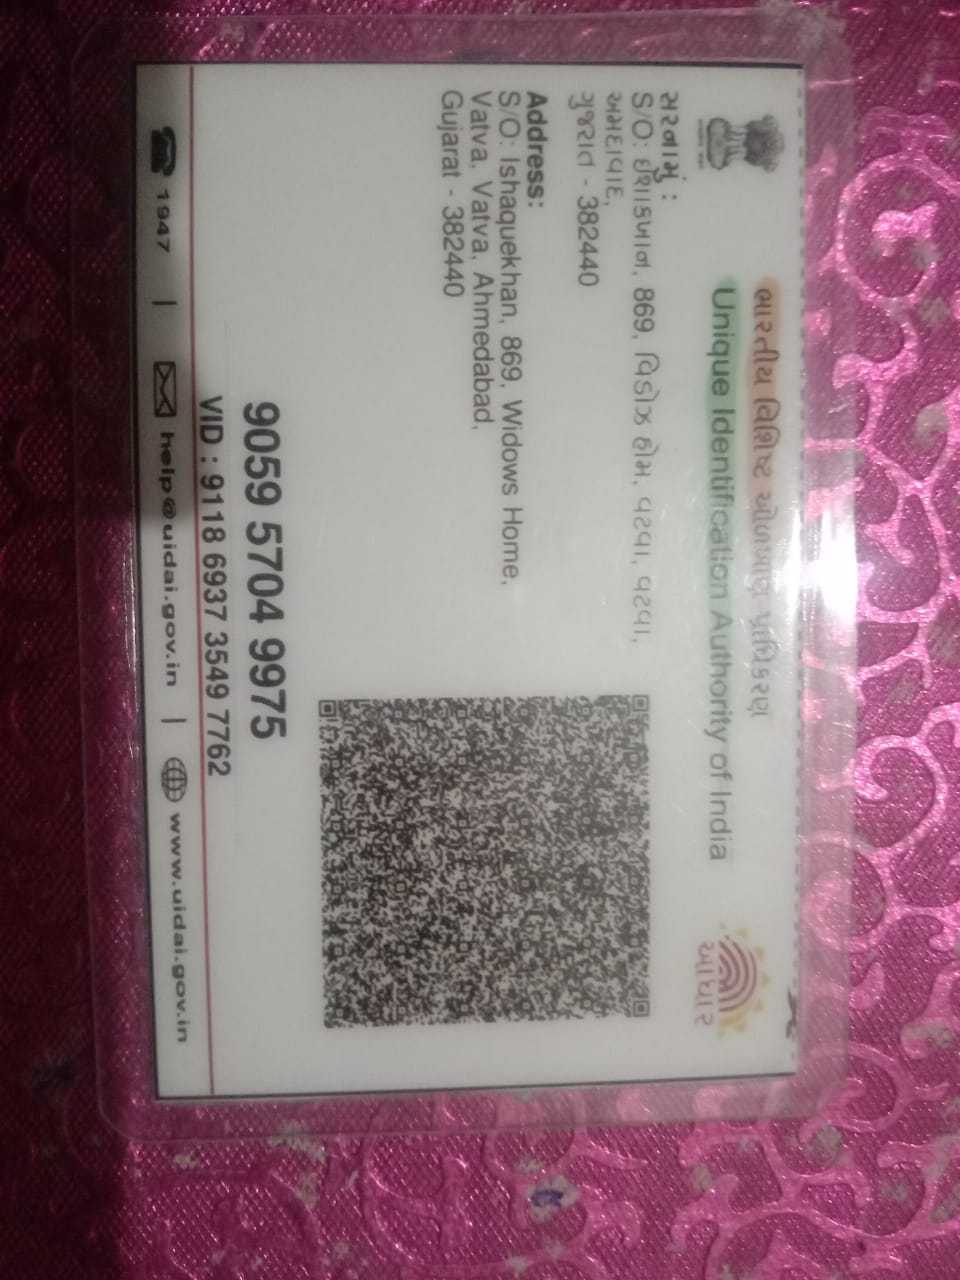 ભારતીય વિશિષ્ટ ઓળખાણ પ્રાધિકરણ
Unique Identification Authority of India
આધાર
સરનામું :
S/O: ઈશાકખાન, 869, વિડોઝ હોમ, વટવા, વટવા,
અમદાવાદ,
ગુજરાત - 382440
Address:
S/O: Ishaquekhan, 869, Widows Home,
Vatva, Vatva, Ahmedabad,
Gujarat - 382440
9059 5704 9975
VID : 9118 6937 3549 7762
1947 | help@uidai.gov.in | www.uidai.gov.in